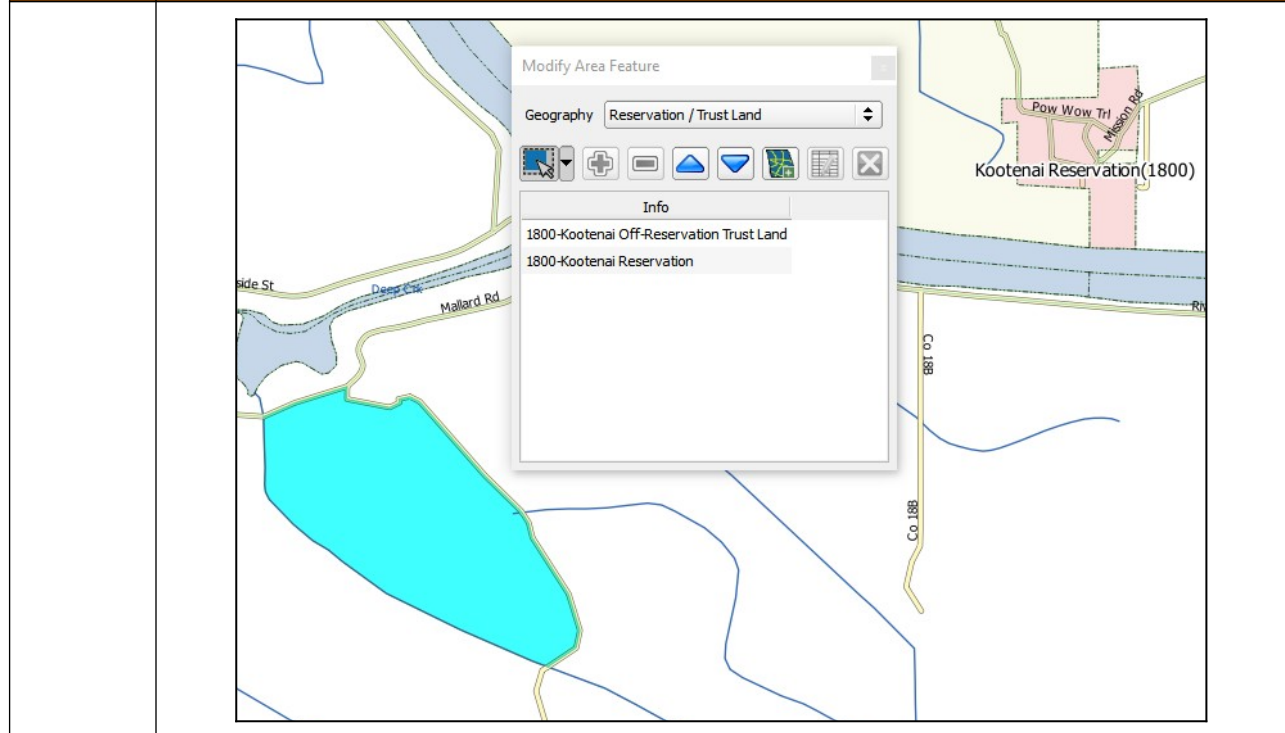 Modify Area Feature
Geography Reservation / Trust Land
Info
1800-Kootenai Off-Reservation Trust Land
1800-Kootenai Reservation
Pow Wow Trl
Mission Rd
Kootenai Reservation(1800)
side St
Deep Crk
Mallard Rd
Riv
Co 18B
Co 18B